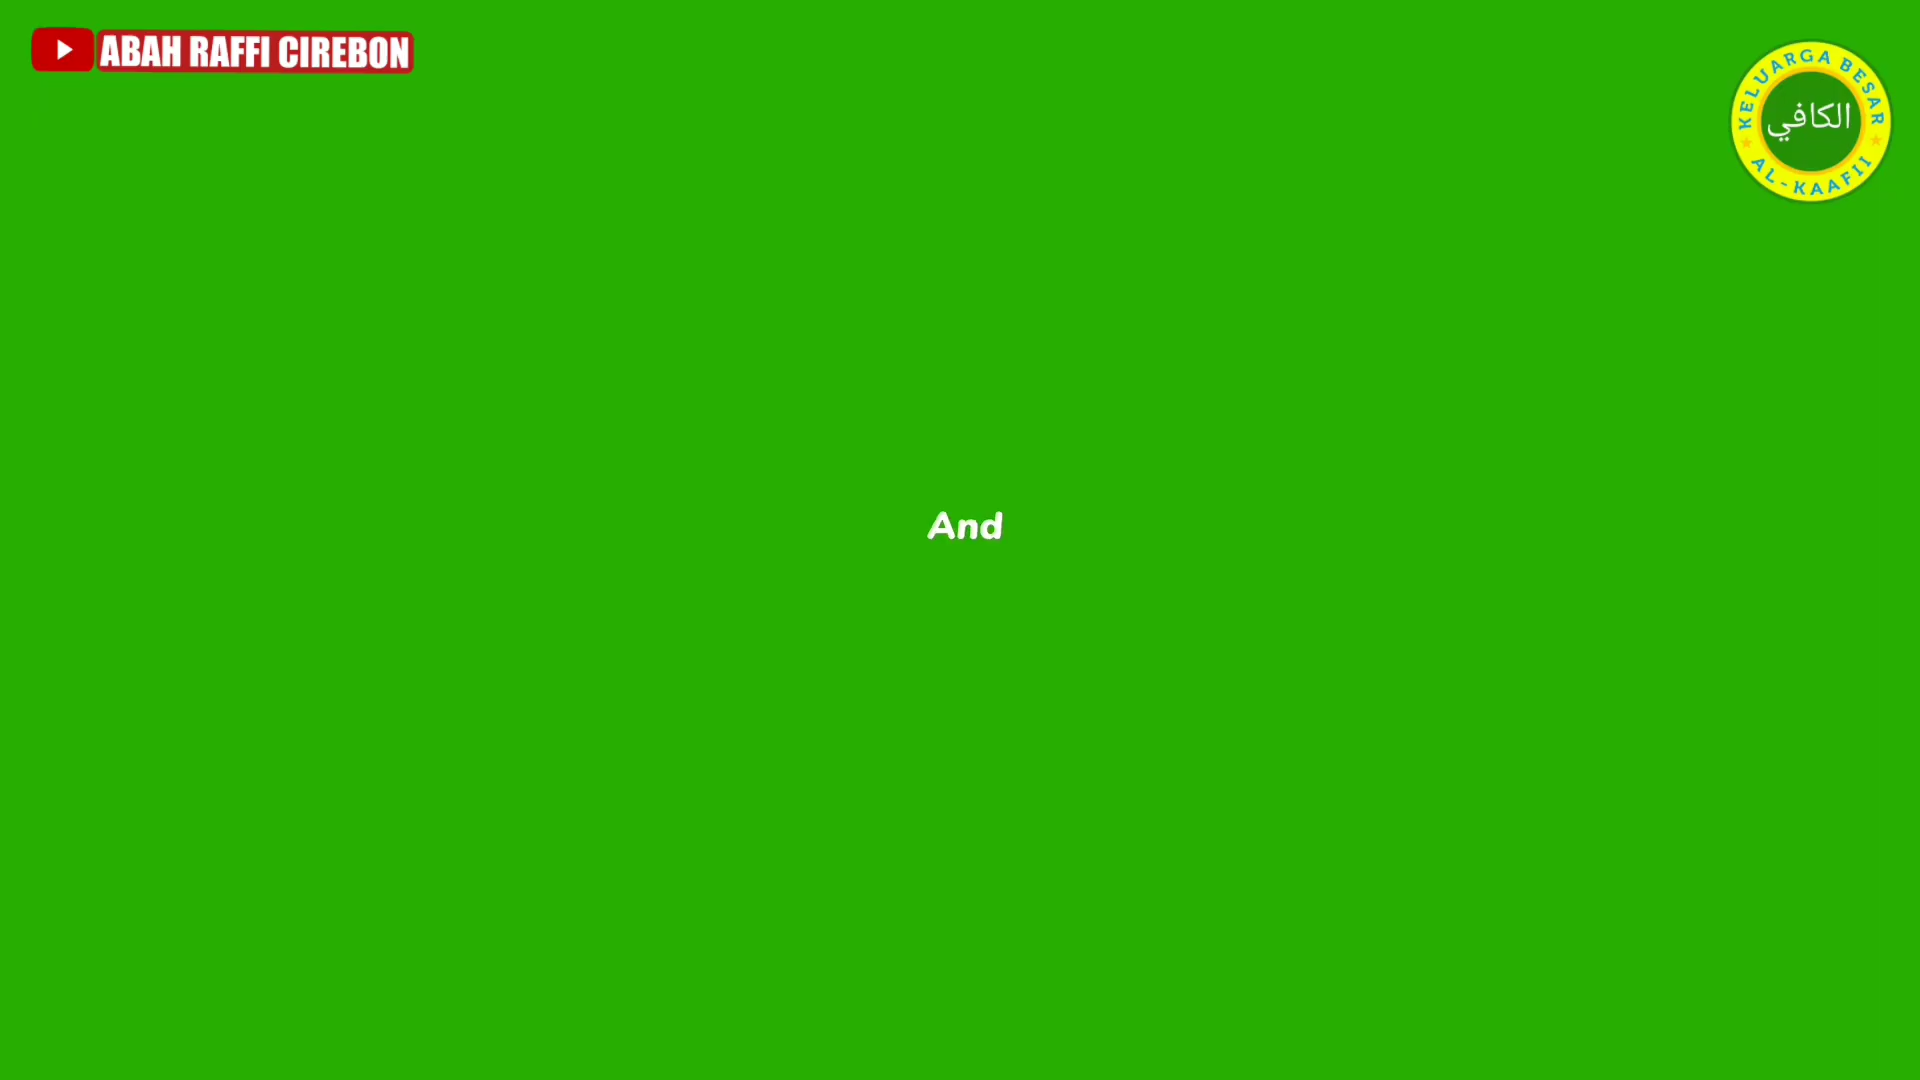 ABAH RAFFI CIREBON
KELUARGA BESAR
الكافي
AL-KAAFII
And